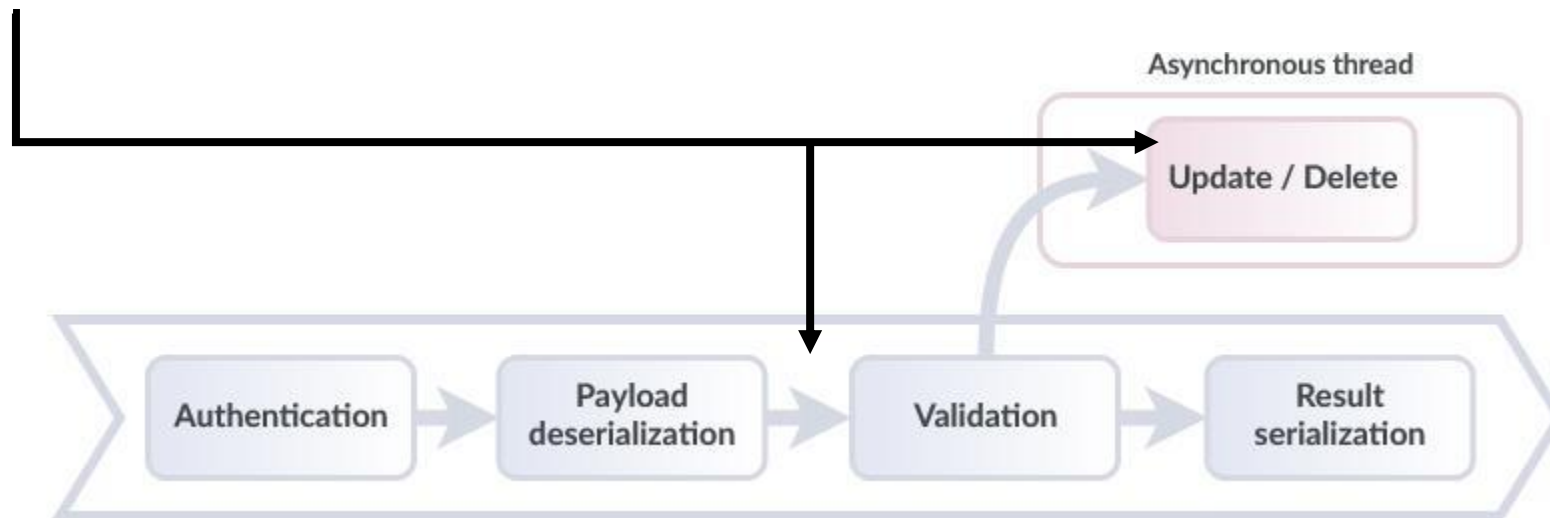 Asynchronous thread
Update / Delete
Authentication
Payload
deserialization
Validation
Result
serialization